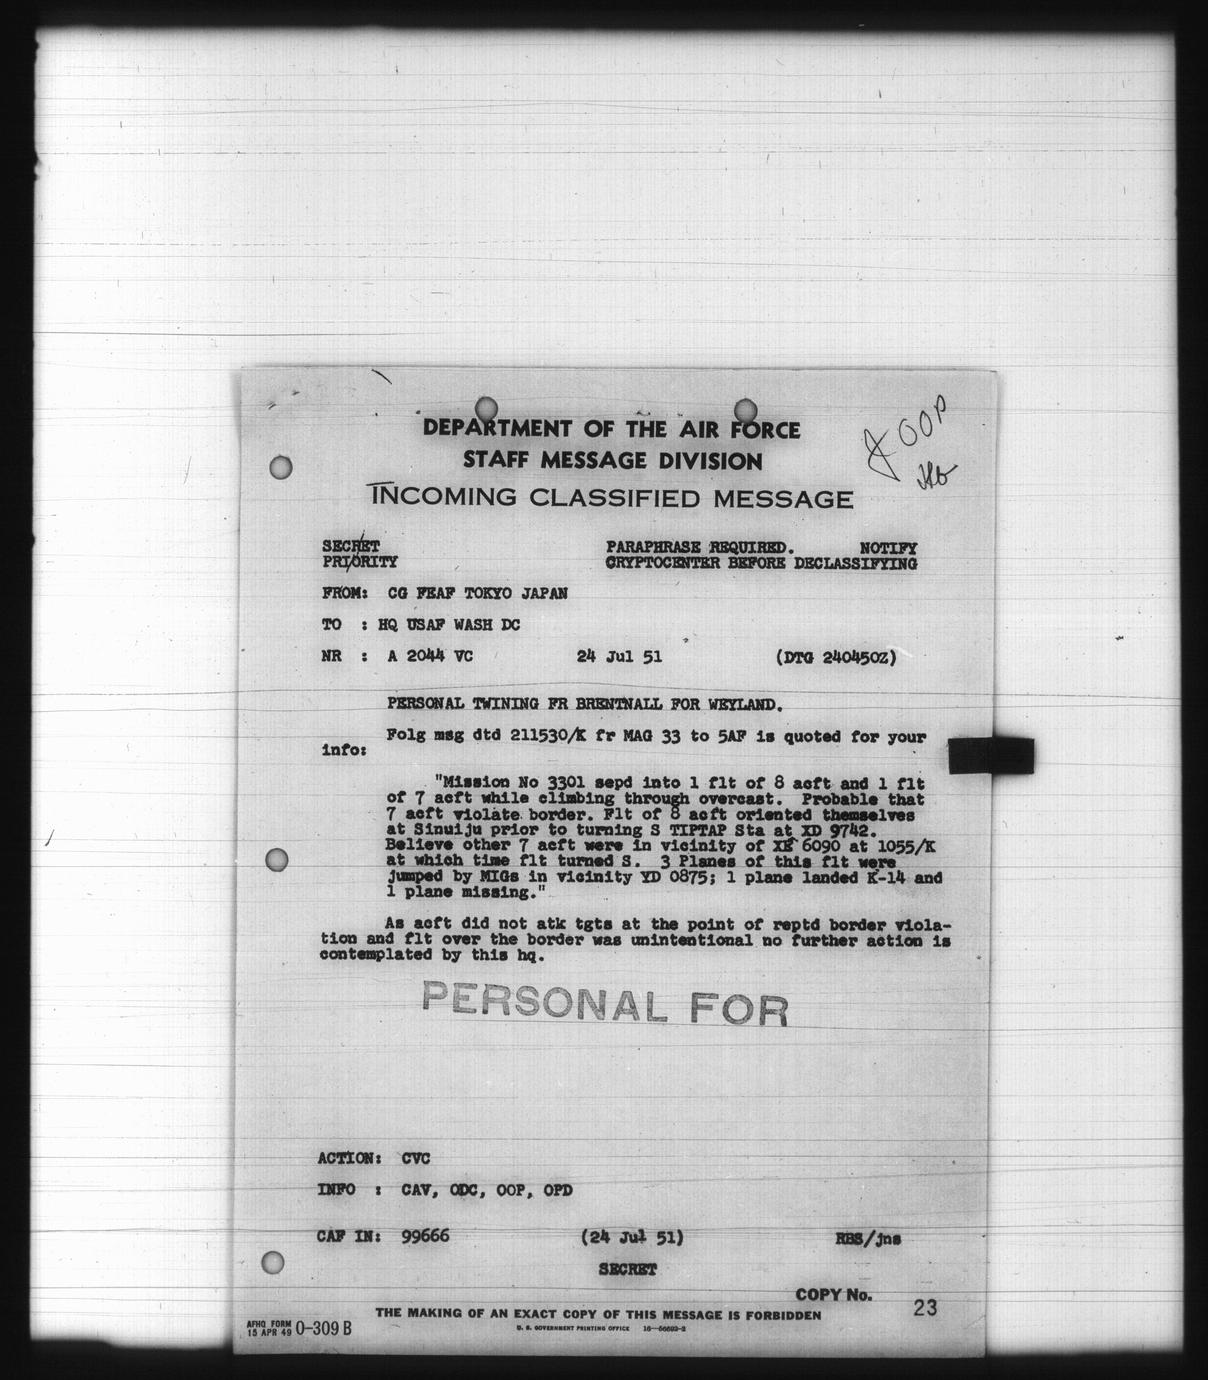 DEPARTMENT OF THE AIR FORCE
STAFF MESSAGE DIVISION
INCOMING CLASSIFIED MESSAGE
OOP
SECRET PARAPHRASE REQUIRED. NOTIFY
PRIORITY CRYPTOCENTER BEFORE DECLASSIFYING
FROM: CG FEAF TOKYO JAPAN
TO : HQ USAF WASH DC
NR : A 2044 VC 24 Jul 51 (DTG 240450Z)
PERSONAL TWINING FR BRENTNALL FOR WEYLAND.
Folg msg dtd 211530/K fr MAG 33 to 5AF is quoted for your
info:
"Mission No 3301 sepd into 1 flt of 8 acft and 1 flt
of 7 acft while climbing through overcast. Probable that
7 acft violate border. Flt of 8 acft oriented themselves
at Sinuiju prior to turning S TIPTAP Sta at XD 9742.
Believe other 7 acft were in vicinity of XE 6090 at 1055/K
at which time flt turned S. 3 Planes of this flt were
jumped by MIGs in vicinity YD 0875; 1 plane landed K-14 and
1 plane missing."
As acft did not atk tgts at the point of reptd border viola-
tion and flt over the border was unintentional no further action is
contemplated by this hq.
PERSONAL FOR
ACTION: CVC
INFO : CAV, ODC, OOP, OPD
CAF IN: 99666 (24 Jul 51) RBS/jns
SECRET
COPY No. 23
THE MAKING OF AN EXACT COPY OF THIS MESSAGE IS FORBIDDEN
AFHQ FORM
15 APR 49 0-309 B
U. S. GOVERNMENT PRINTING OFFICE